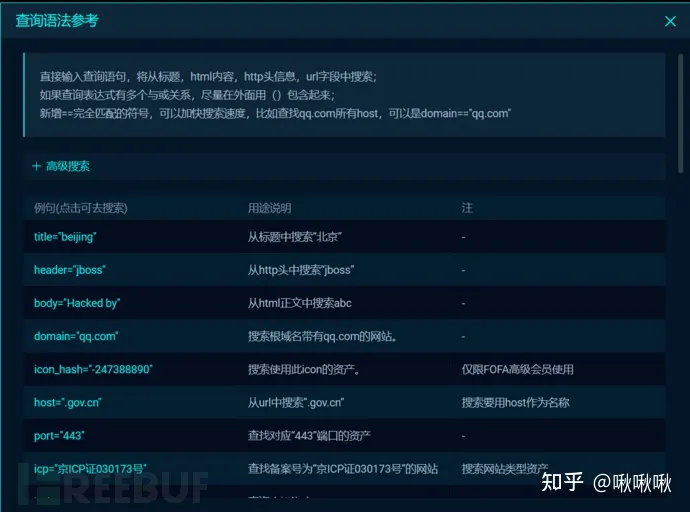 查询语法参考
直接输入查询语句，将从标题，html内容，http头信息，url字段中搜索；
如果查询表达式有多个与或关系，尽量在外面用（）包含起来；
新增==完全匹配的符号，可以加快搜索速度，比如查找qq.com所有host，可以是domain=="qq.com"
+ 高级搜索
例句(点击可去搜索) 用途说明 注
title="beijing" 从标题中搜索"北京" -
header="jboss" 从http头中搜索"jboss" -
body="Hacked by" 从html正文中搜索abc -
domain="qq.com" 搜索根域名带有qq.com的网站。 -
icon_hash="-247388890" 搜索使用此icon的资产。 仅限FOFA高级会员使用
host=".gov.cn" 从url中搜索".gov.cn" 搜索要用host作为名称
port="443" 查找对应"443"端口的资产 -
icp="京ICP证030173号" 查找备案号为"京ICP证030173号"的网站 搜索网站类型资产
REEBUF
知乎 @啾啾啾